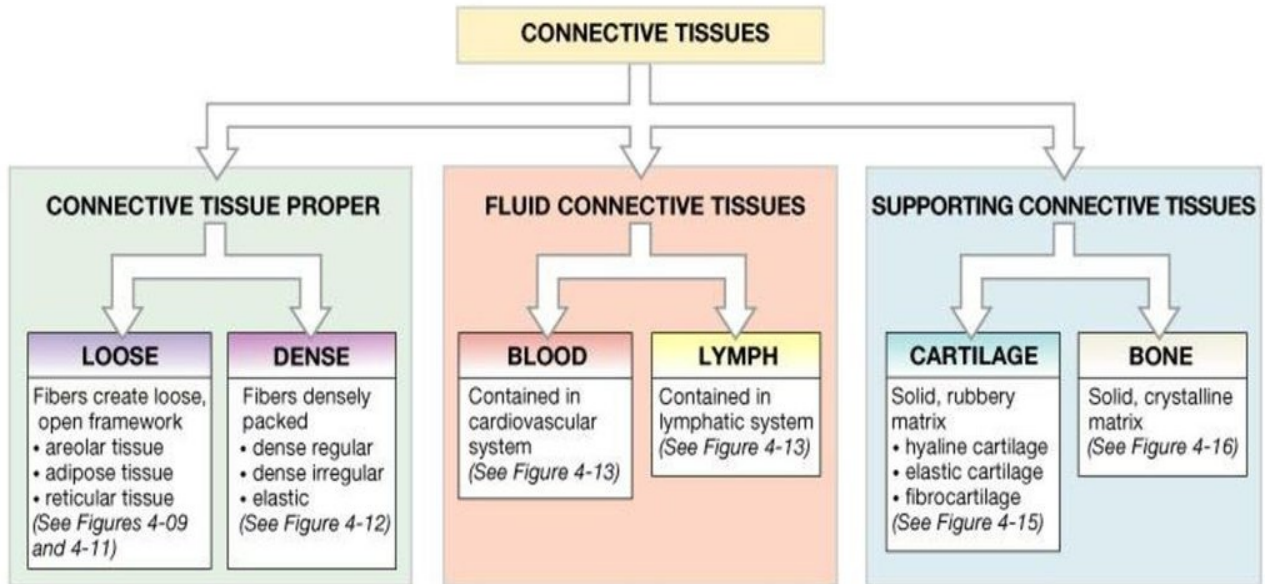 CONNECTIVE TISSUES
CONNECTIVE TISSUE PROPER
LOOSE
Fibers create loose,
open framework
• areolar tissue
• adipose tissue
• reticular tissue
(See Figures 4-09
and 4-11)
DENSE
Fibers densely
packed
• dense regular
• dense irregular
• elastic
(See Figure 4-12)
FLUID CONNECTIVE TISSUES
BLOOD
Contained in
cardiovascular
system
(See Figure 4-13)
LYMPH
Contained in
lymphatic system
(See Figure 4-13)
SUPPORTING CONNECTIVE TISSUES
CARTILAGE
Solid, rubbery
matrix
• hyaline cartilage
• elastic cartilage
• fibrocartilage
(See Figure 4-15)
BONE
Solid, crystalline
matrix
(See Figure 4-16)